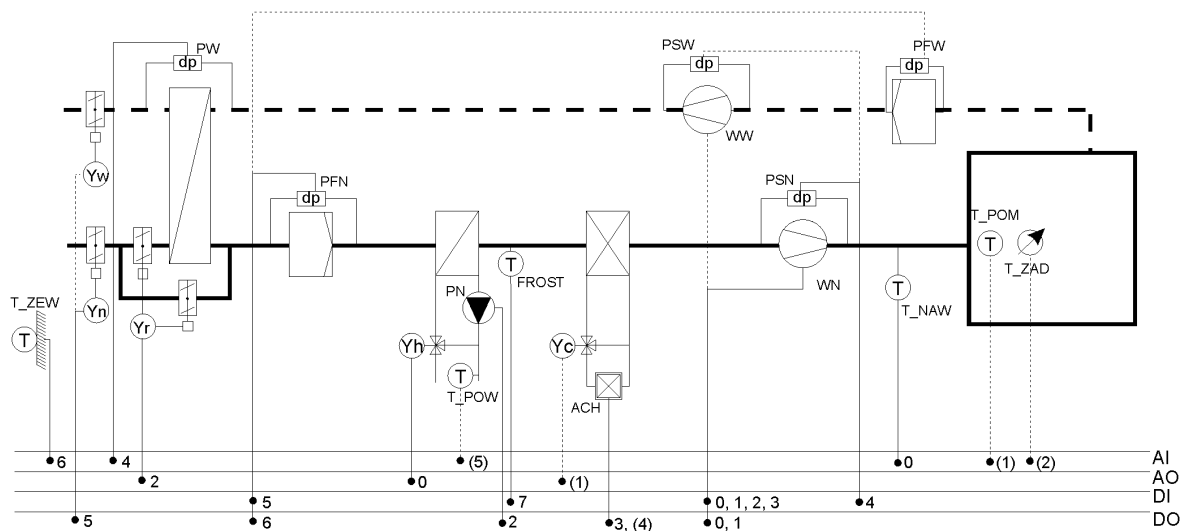 PW
dp
PSW
dp
PFW
dp
WW
Yw
PFN
dp
PSN
dp
T_POM
T
T_ZAD
T
FROST
PN
WN
T
T_NAW
T_ZEW
T
Yn
Yr
Yh
Yc
T
T_POW
ACH
6
4
(5)
0
(1)
(2)
AI
2
0
(1)
AO
5
7
0, 1, 2, 3
4
DI
5
6
2
3, (4)
0, 1
DO